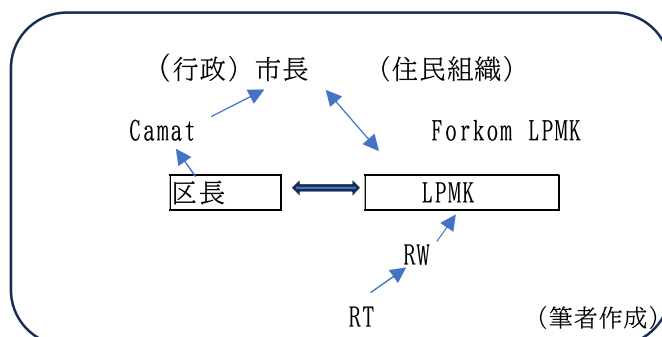 （行政）市長　　（住民組織）
Camat　　Forkom LPMK
区長　　LPMK
RW
RT　　（筆者作成）